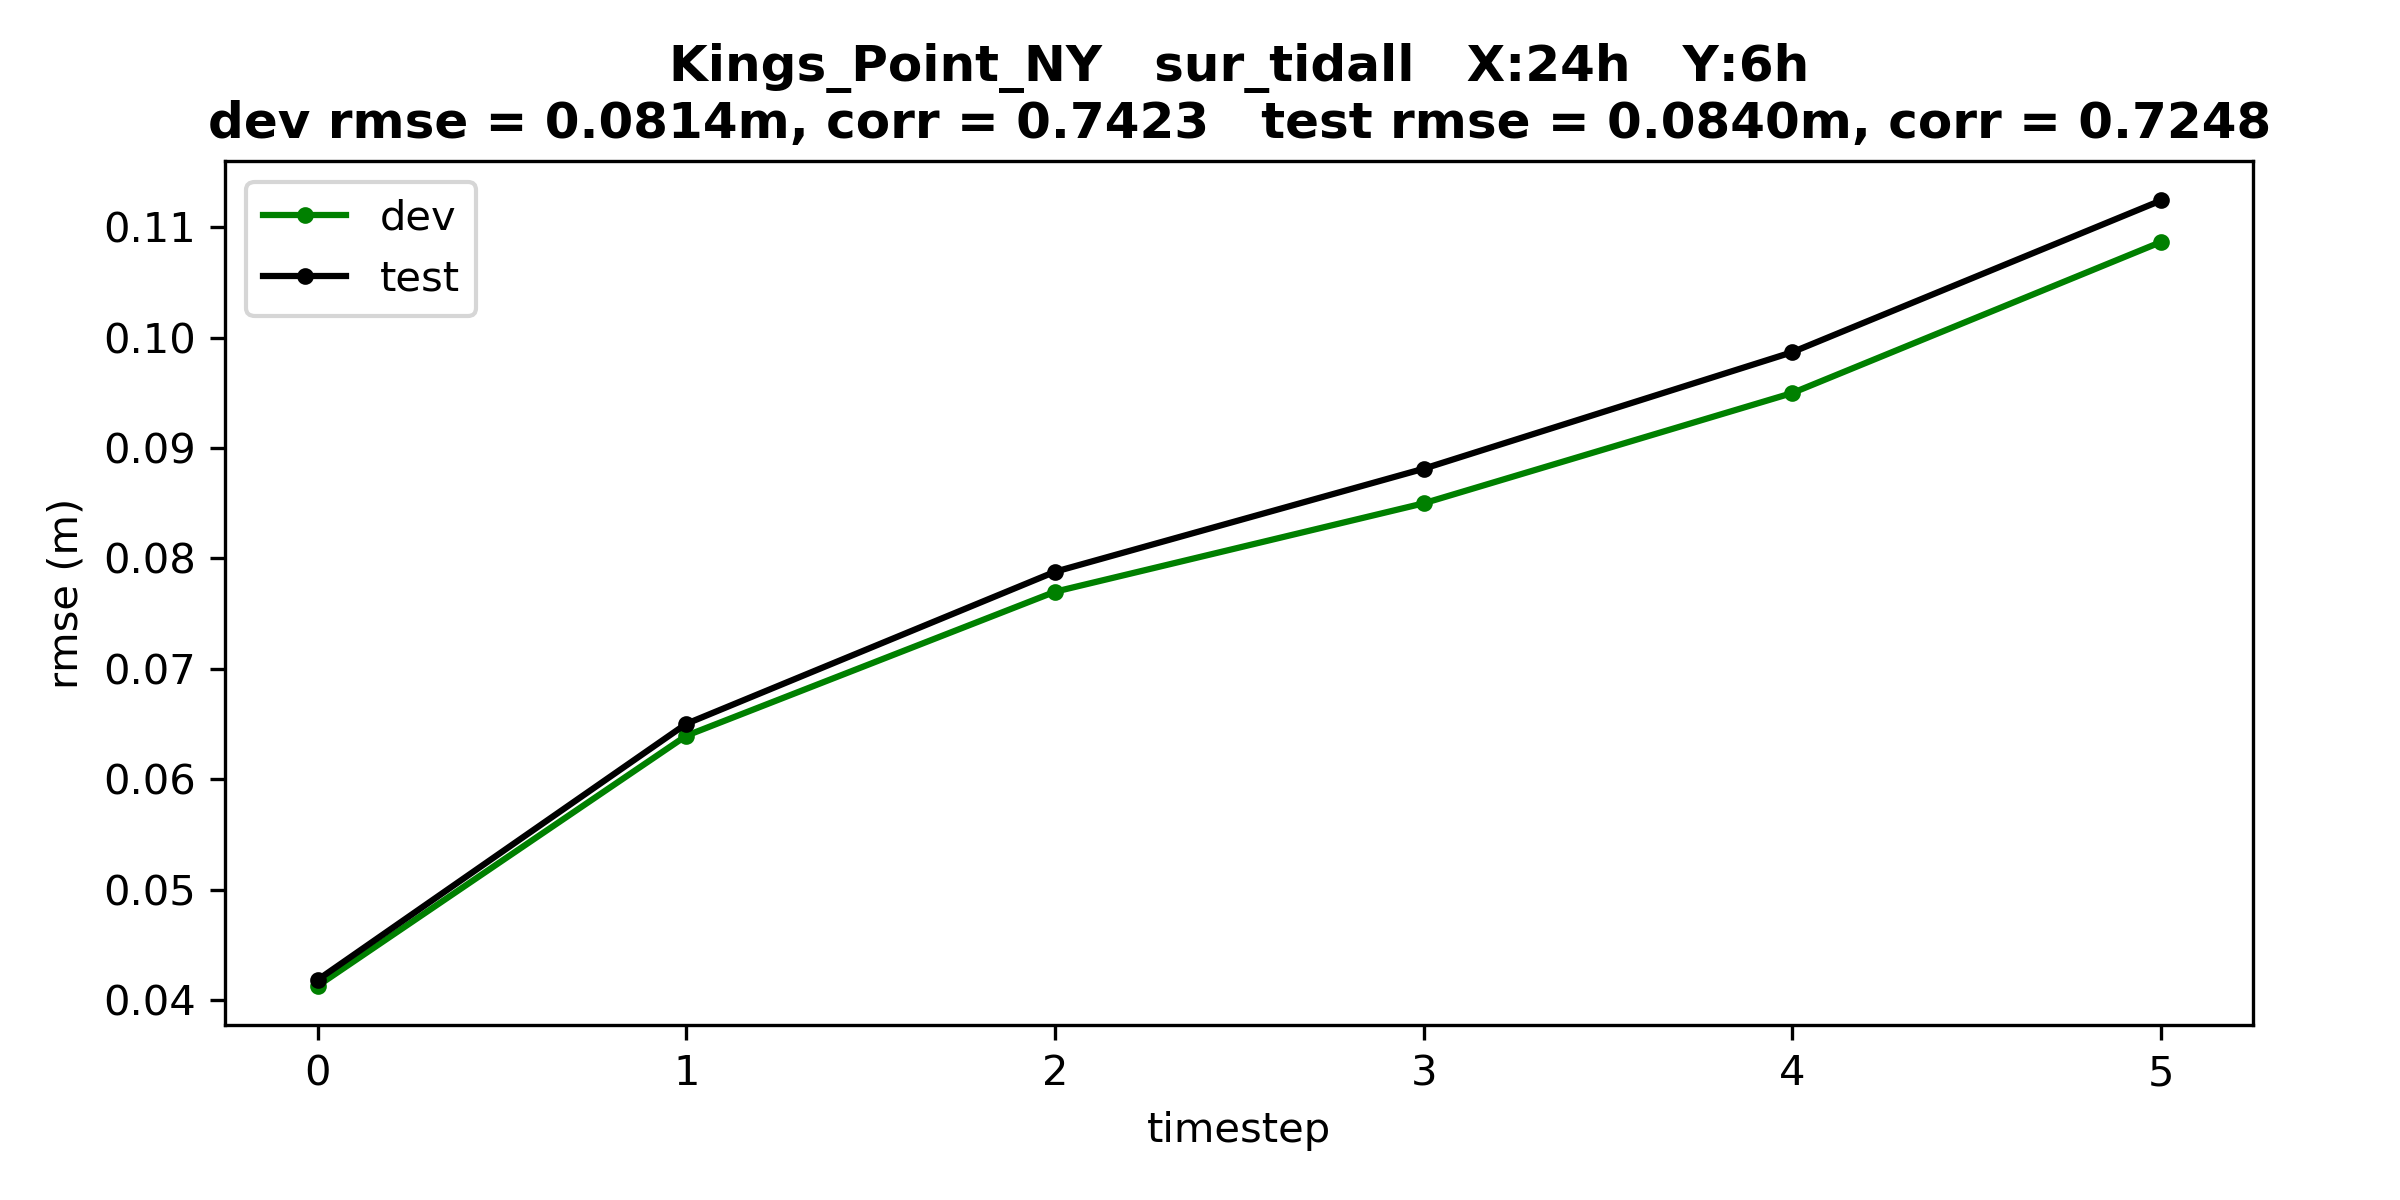 Kings_Point_NY   sur_tidall   X:24h   Y:6h
dev rmse = 0.0814m, corr = 0.7423   test rmse = 0.0840m, corr = 0.7248
dev
test
0.11
0.10
0.09
0.08
0.07
0.06
0.05
0.04
rmse (m)
0 1 2 3 4 5
timestep